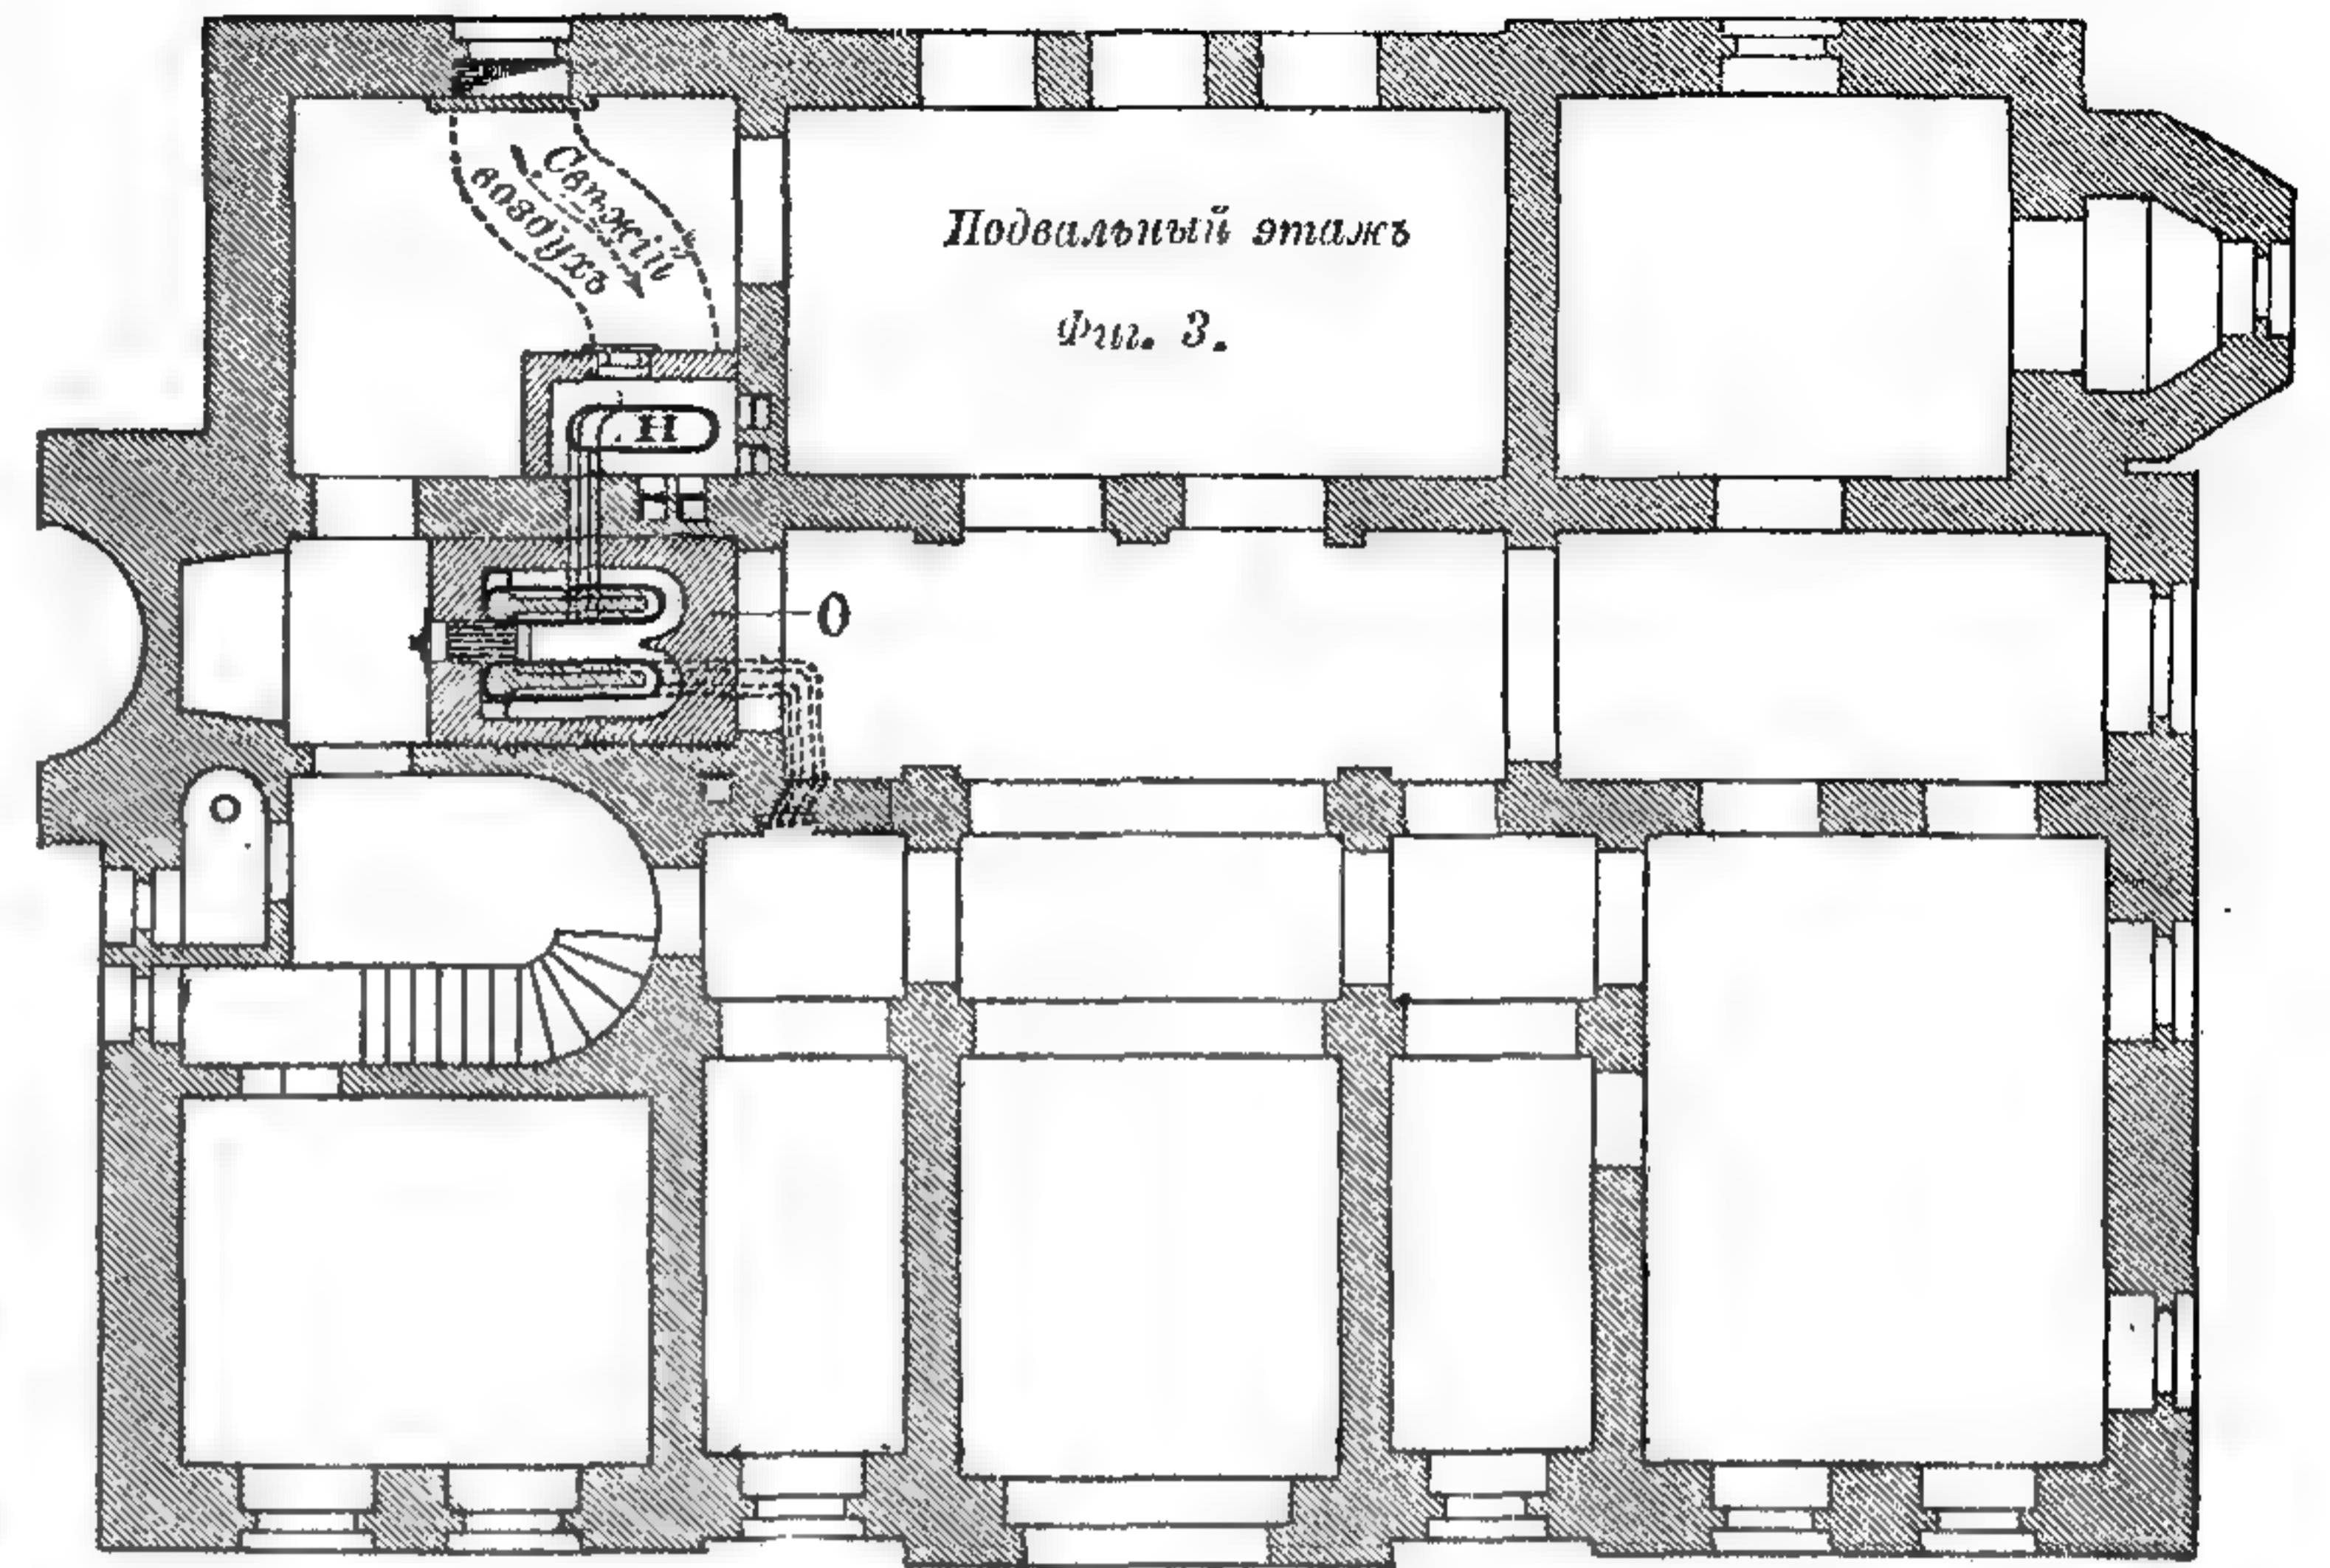 Свѣжій
воздухъ
Подвальный этажъ
Фиг. 3.
H
O